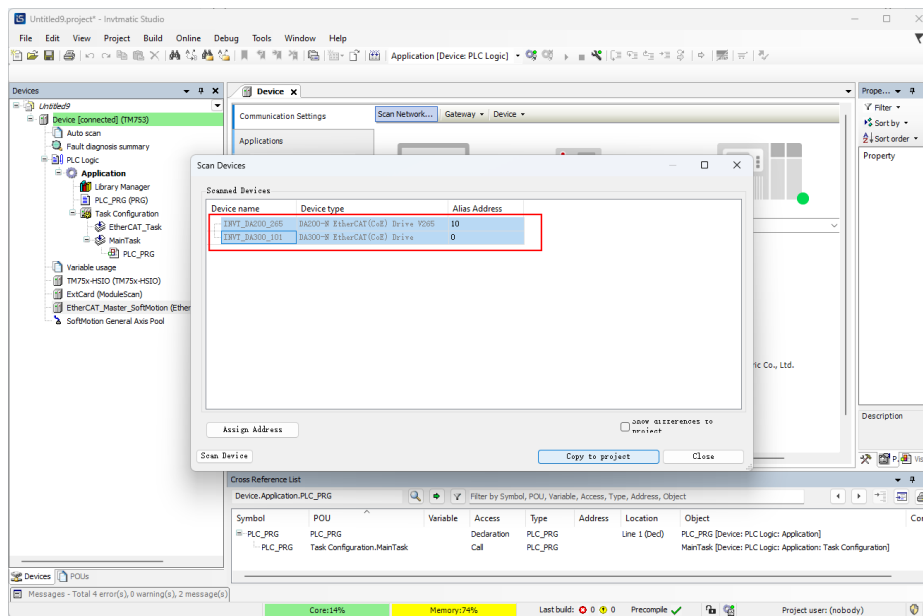 Untitled9.project* - Invtmatic Studio
File Edit View Project Build Online Debug Tools Window Help
Application [Device: PLC Logic]
Devices
Untitled9
Device [connected] (TM753)
Auto scan
Fault diagnosis summary
PLC Logic
Application
Library Manager
PLC_PRG (PRG)
Task Configuration
EtherCAT_Task
MainTask
PLC_PRG
Variable usage
TM75x-HSIO (TM75x-HSIO)
ExtCard (ModuleScan)
EtherCAT_Master_SoftMotion (Ether
SoftMotion General Axis Pool
Devices POUs
Device
Communication Settings
Applications
Scan Network... Gateway Device
Scan Devices
Scanned Devices
Device name Device type Alias Address
INVT_DA200_265 DA200-N EtherCAT(CoE) Drive V265 10
INVT_DA300_101 DA300-N EtherCAT(CoE) Drive 0
Assign Address
Show differences to
project
Scan Device
Copy to project
Close
ric Co., Ltd.
Prope...
Filter
Sort by
Sort order
Property
Description
P. Vis
Cross Reference List
Device.Application.PLC_PRG
Filter by Symbol, POU, Variable, Access, Type, Address, Object
Symbol POU Variable Access Type Address Location Object Co
PLC_PRG PLC_PRG Declaration PLC_PRG Line 1 (Decl) PLC_PRG [Device: PLC Logic: Application]
PLC_PRG Task Configuration.MainTask Call PLC_PRG MainTask [Device: PLC Logic: Application: Task Configuration]
Messages - Total 4 error(s), 0 warning(s), 2 message(s)
Core:14% Memory:74% Last build: 0 0 Precompile Project user: (nobody)